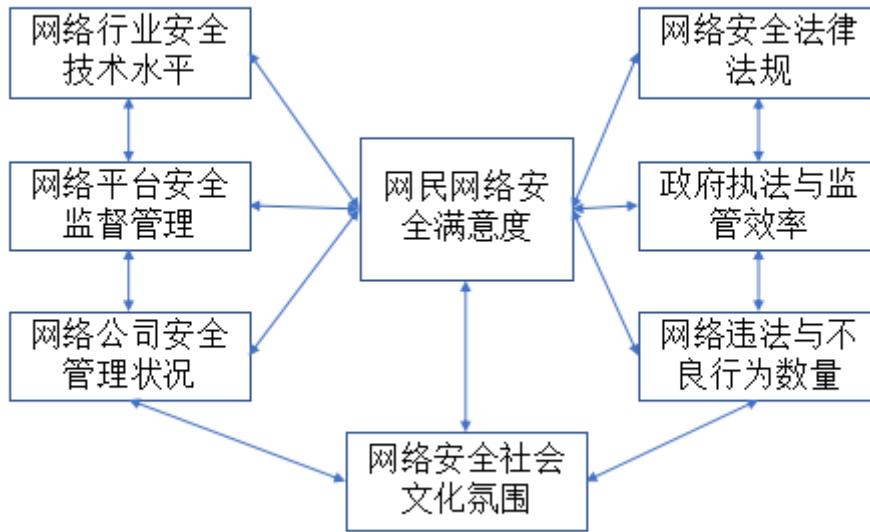 网络行业安全
技术水平
网络平台安全
监督管理
网络公司安全
管理状况
网民网络安
全满意度
网络安全社会
文化氛围
网络安全法律
法规
政府执法与监
管效率
网络违法与不
良行为数量